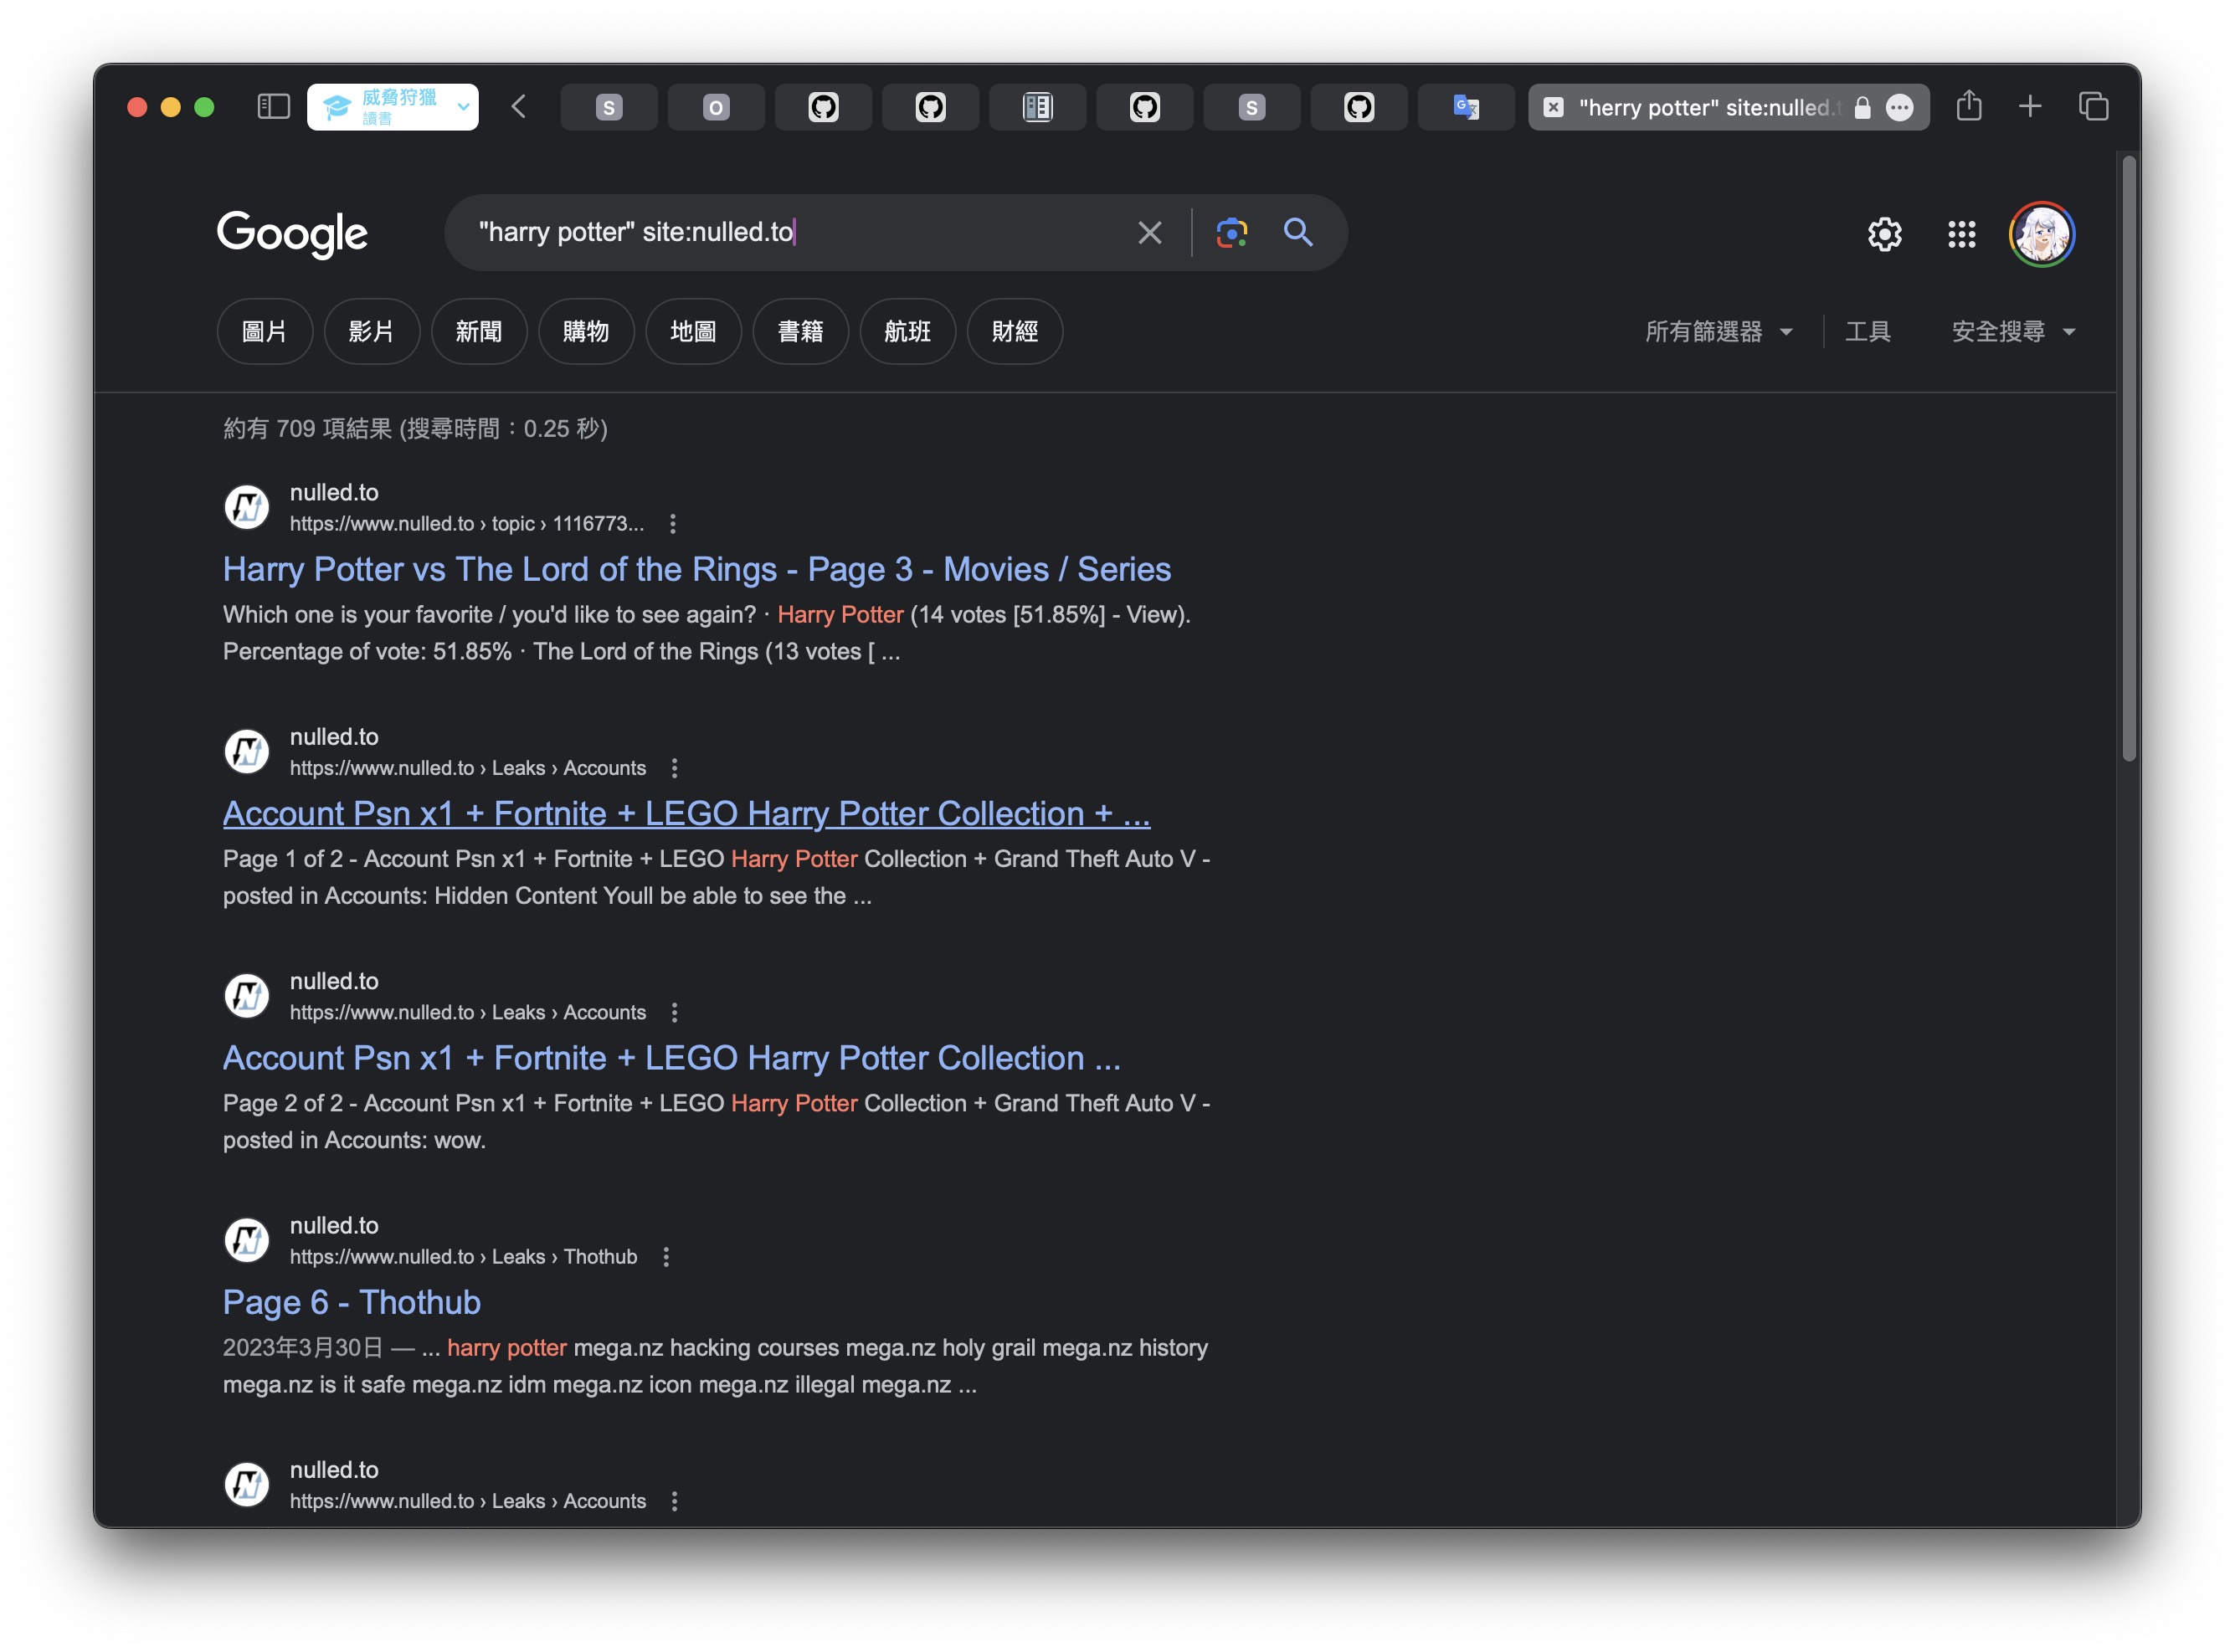 威脅狩獵
讀書
S
O
S
"herry potter" site:nulled.t
Google
"harry potter" site:nulled.to
圖片
影片
新聞
購物
地圖
書籍
航班
財經
所有篩選器
工具
安全搜尋
約有 709 項結果 (搜尋時間：0.25 秒)
nulled.to
https://www.nulled.to › topic › 1116773...
Harry Potter vs The Lord of the Rings - Page 3 - Movies / Series
Which one is your favorite / you'd like to see again? · Harry Potter (14 votes [51.85%] - View).
Percentage of vote: 51.85% · The Lord of the Rings (13 votes [ ...
nulled.to
https://www.nulled.to › Leaks › Accounts
Account Psn x1 + Fortnite + LEGO Harry Potter Collection + ...
Page 1 of 2 - Account Psn x1 + Fortnite + LEGO Harry Potter Collection + Grand Theft Auto V -
posted in Accounts: Hidden Content Youll be able to see the ...
nulled.to
https://www.nulled.to › Leaks › Accounts
Account Psn x1 + Fortnite + LEGO Harry Potter Collection ...
Page 2 of 2 - Account Psn x1 + Fortnite + LEGO Harry Potter Collection + Grand Theft Auto V -
posted in Accounts: wow.
nulled.to
https://www.nulled.to › Leaks › Thothub
Page 6 - Thothub
2023年3月30日 — ... harry potter mega.nz hacking courses mega.nz holy grail mega.nz history
mega.nz is it safe mega.nz idm mega.nz icon mega.nz illegal mega.nz ...
nulled.to
https://www.nulled.to › Leaks › Accounts